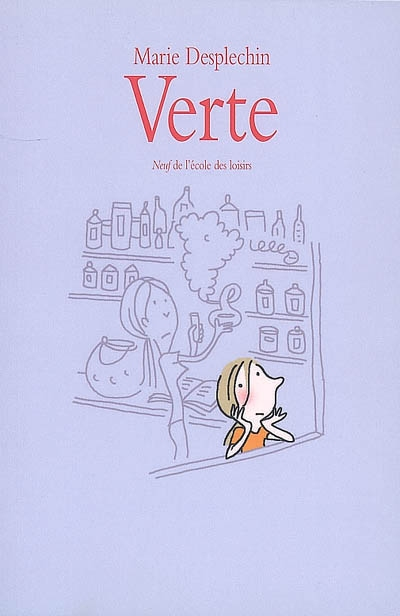 Marie Desplechin
Verte
Neuf de l'école des loisirs